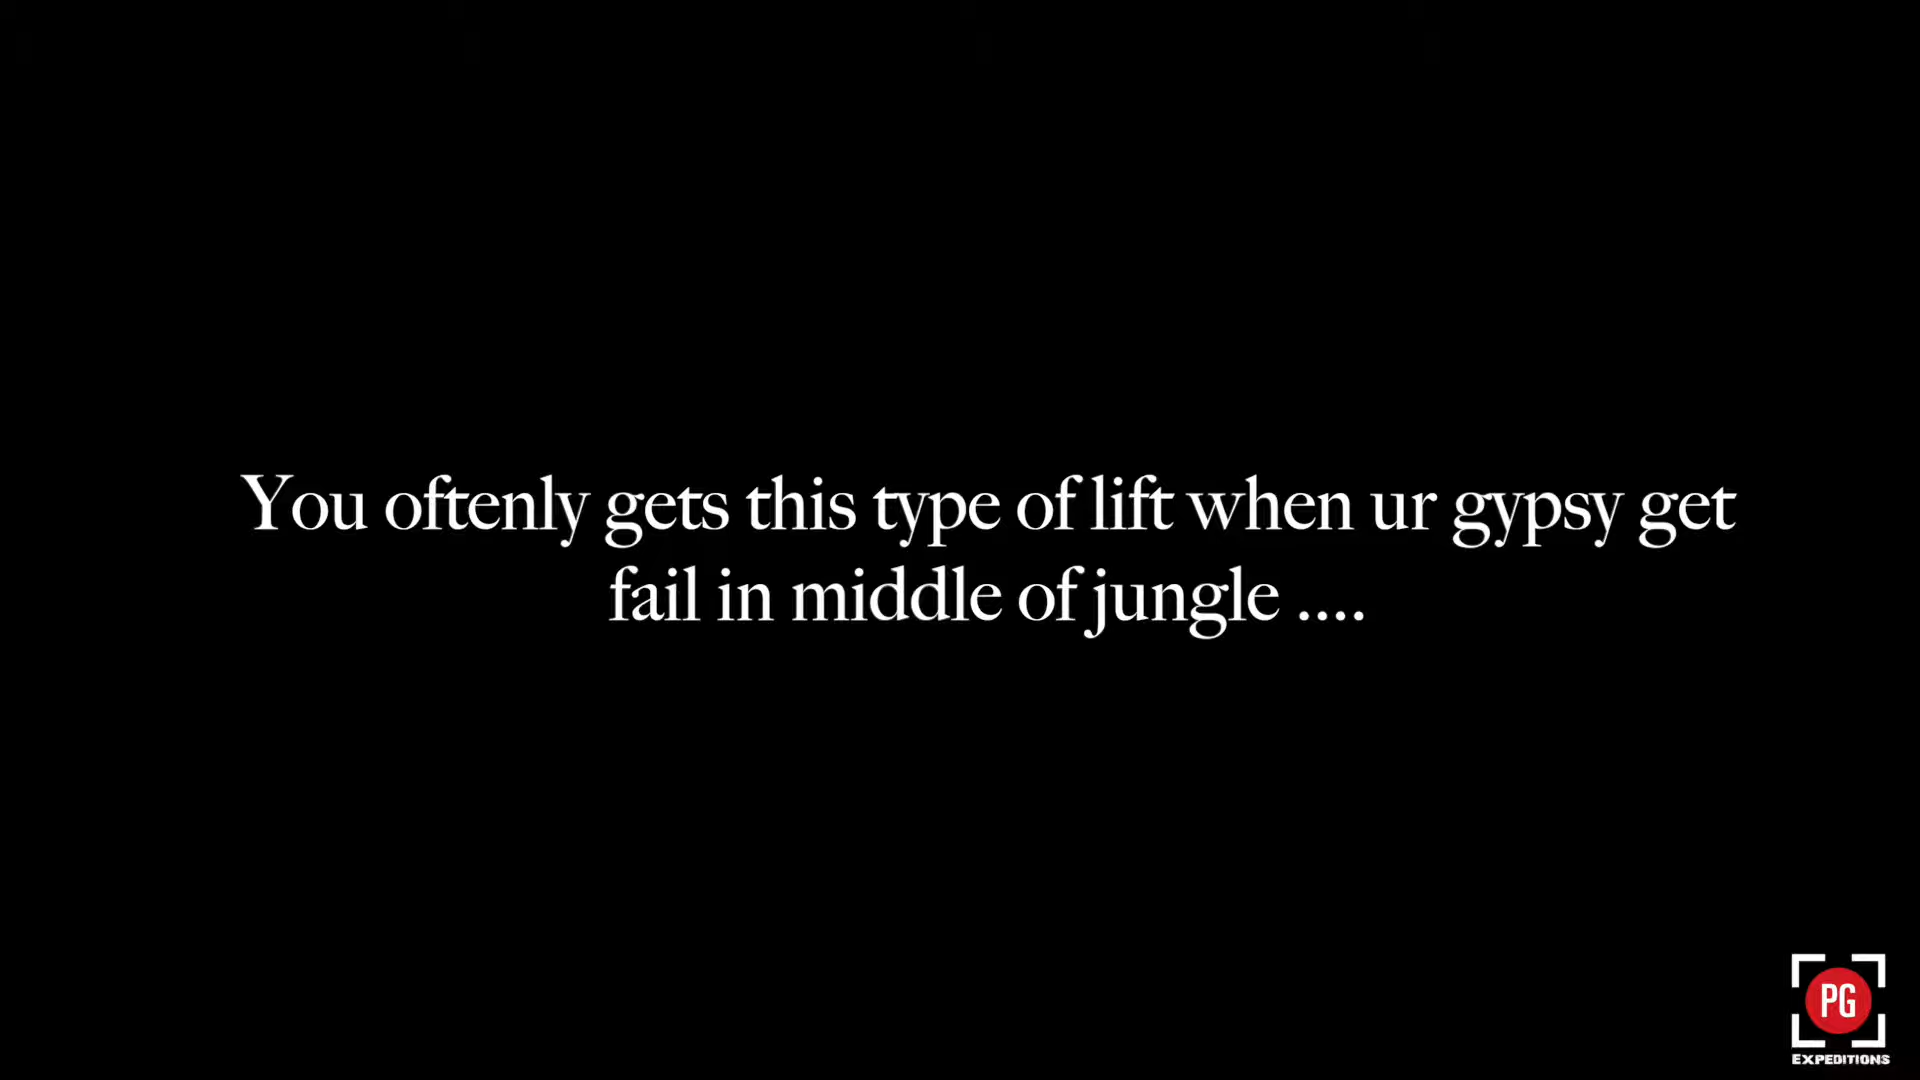 You oftenly gets this type of lift when ur gypsy get
fail in middle of jungle ....
PG
EXPEDITIONS